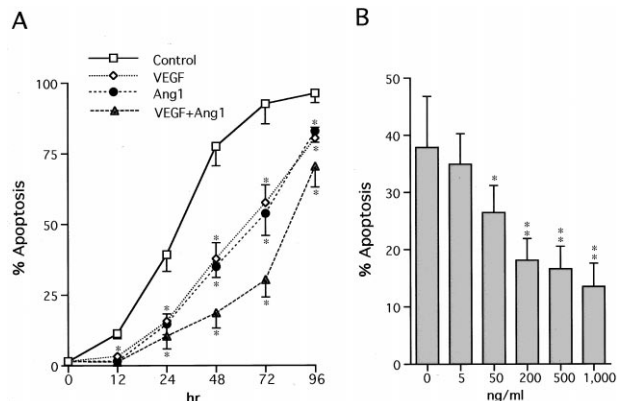 A
Control
VEGF
Ang1
VEGF+Ang1
% Apoptosis
100
75
50
25
0
0 12 24 48 72 96
hr
* * * * * * * * *
B
% Apoptosis
50
40
30
20
10
0
* ** ** **
0 5 50 200 500 1,000
ng/ml